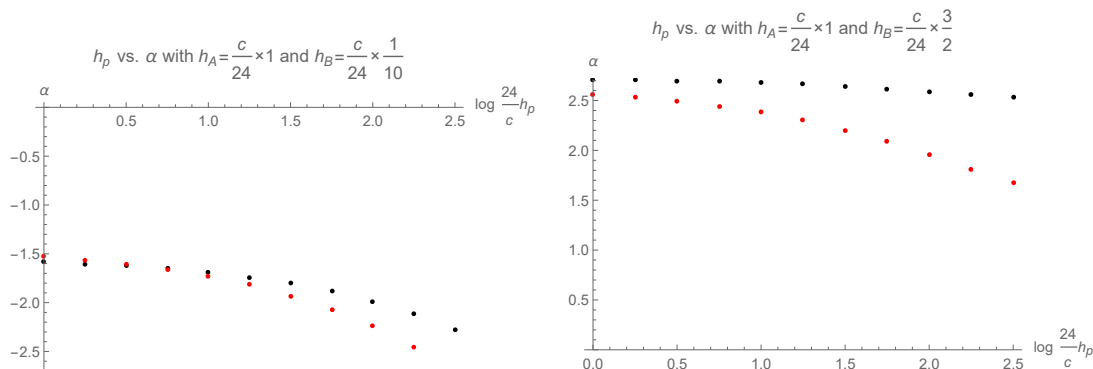 h_p vs. α with h_A=c/24×1 and h_B=c/24×1/10
α
0.5 1.0 1.5 2.0 2.5
log 24/c h_p
−0.5
−1.0
−1.5
−2.0
−2.5
h_p vs. α with h_A=c/24×1 and h_B=c/24×3/2
α
2.5
2.0
1.5
1.0
0.5
0.0 0.5 1.0 1.5 2.0 2.5
log 24/c h_p